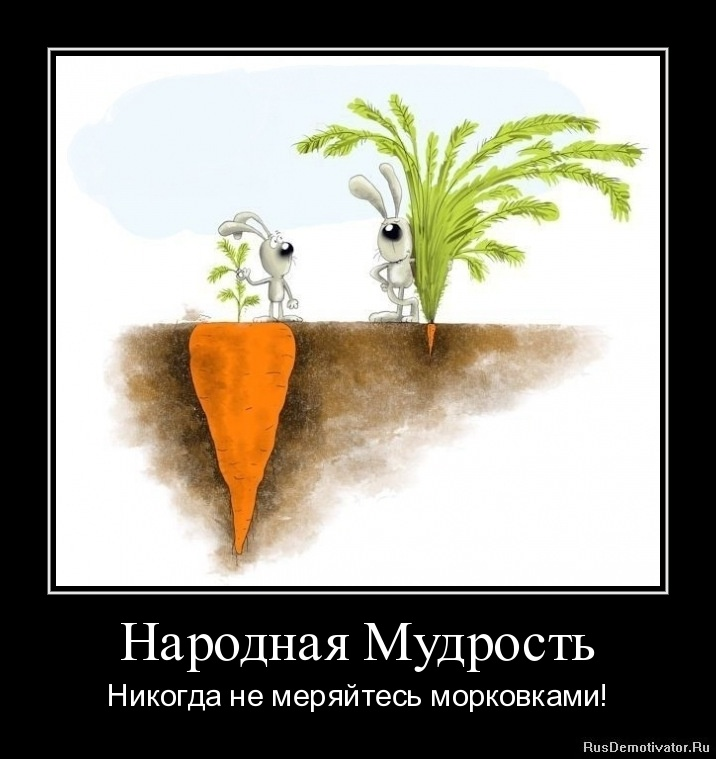 Народная Мудрость
Никогда не меряйтесь морковками!
RusDemotivator.Ru